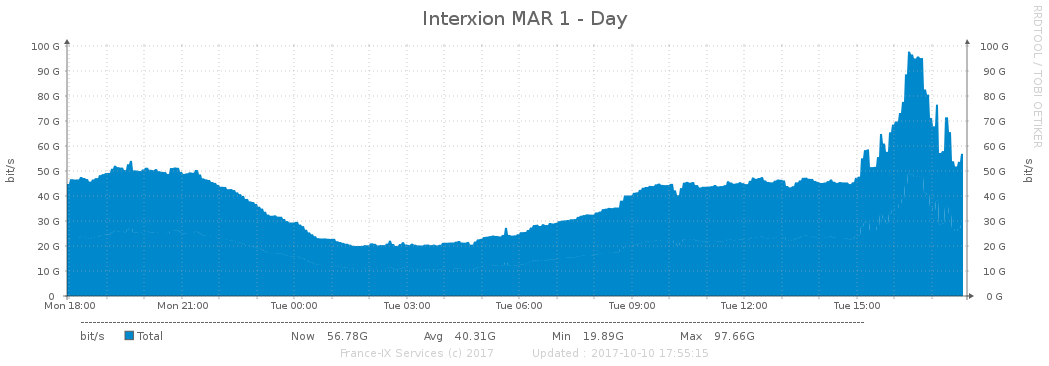 Interxion MAR 1 - Day
RRDTOOL / TOBI OETIKER
bit/s
bit/s
100 G 100 G
90 G 90 G
80 G 80 G
70 G 70 G
60 G 60 G
50 G 50 G
40 G 40 G
30 G 30 G
20 G 20 G
10 G 10 G
0 0 G
Mon 18:00 Mon 21:00 Tue 00:00 Tue 03:00 Tue 06:00 Tue 09:00 Tue 12:00 Tue 15:00
bit/s Total Now 56.78G Avg 40.31G Min 19.89G Max 97.66G
France-IX Services (c) 2017 Updated : 2017-10-10 17:55:15